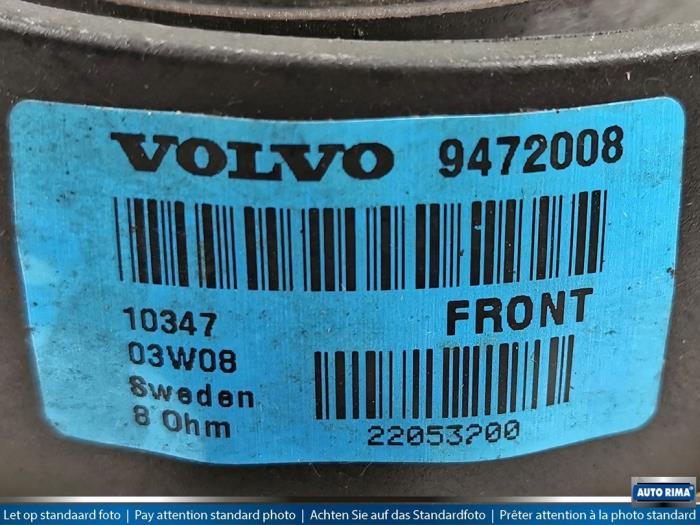 VOLVO 9472008
10347 FRONT
03W08
Sweden
8 Ohm
22053200
AUTO RIMA
Let op standaard foto | Pay attention standard photo | Achten Sie auf das Standardfoto | Prêter attention à la photo standard